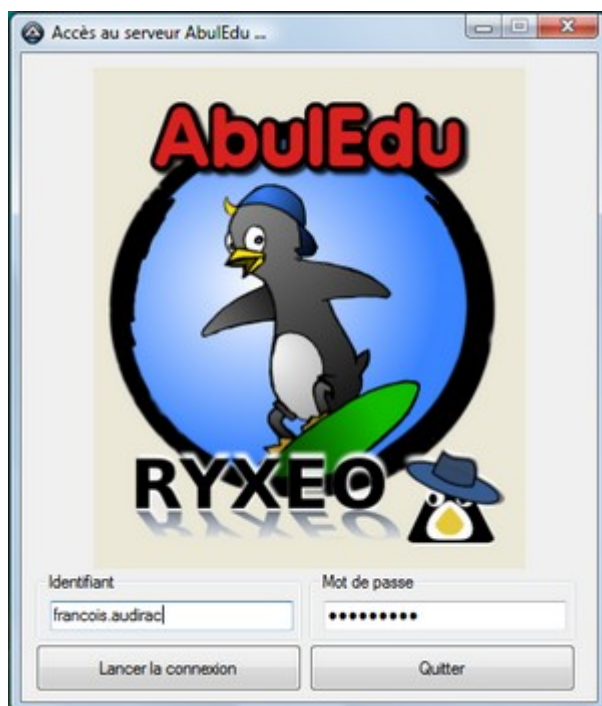 Accès au serveur AbulEdu ...
AbulEdu
RYXEO
Identifiant
Mot de passe
francois.audirac
•••••••••
Lancer la connexion
Quitter